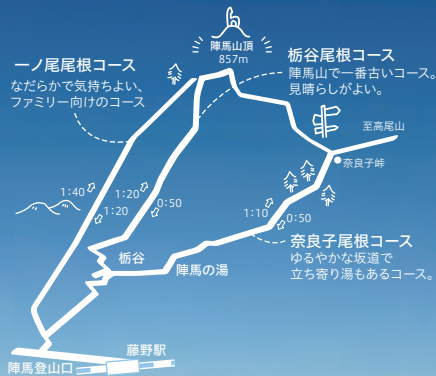 陣馬山頂
857m
一ノ尾尾根コース
なだらかで気持ちよい、
ファミリー向けのコース
栃谷尾根コース
陣馬山で一番古いコース。
見晴らしがよい。
至高尾山
奈良子峠
1:40
1:20
1:20
0:50
1:10
0:50
奈良子尾根コース
ゆるやかな坂道で
立ち寄り湯もあるコース。
栃谷
陣馬の湯
藤野駅
陣馬登山口